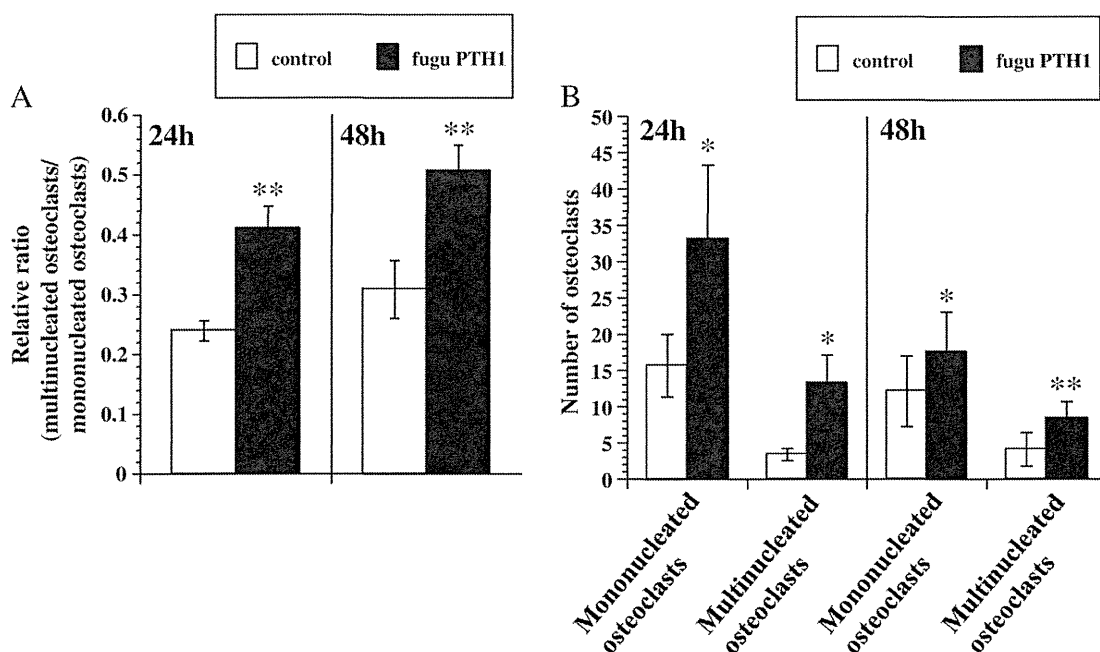 control fugu PTH1
A
Relative ratio
(multinucleated osteoclasts/
mononucleated osteoclasts)
0.6
0.5
0.4
0.3
0.2
0.1
0
24h
**
48h
**
control fugu PTH1
B
Number of osteoclasts
50
45
40
35
30
25
20
15
10
5
0
24h
*
*
48h
*
**
Mononucleated
osteoclasts
Multinucleated
osteoclasts
Mononucleated
osteoclasts
Multinucleated
osteoclasts